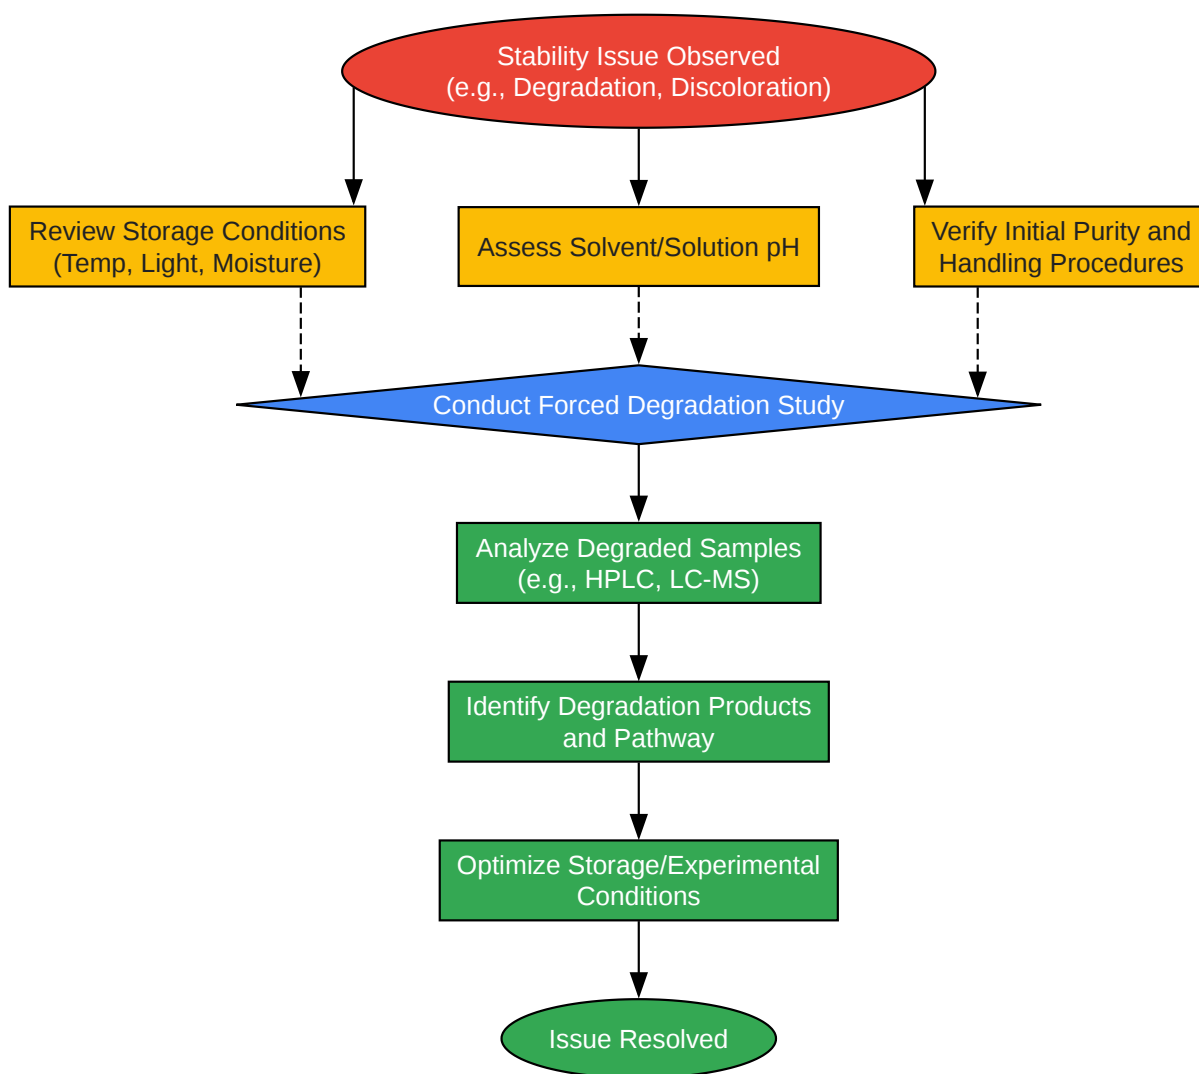 Stability Issue Observed
(e.g., Degradation, Discoloration)
Review Storage Conditions
(Temp, Light, Moisture)
Assess Solvent/Solution pH
Verify Initial Purity and
Handling Procedures
Conduct Forced Degradation Study
Analyze Degraded Samples
(e.g., HPLC, LC-MS)
Identify Degradation Products
and Pathway
Optimize Storage/Experimental
Conditions
Issue Resolved